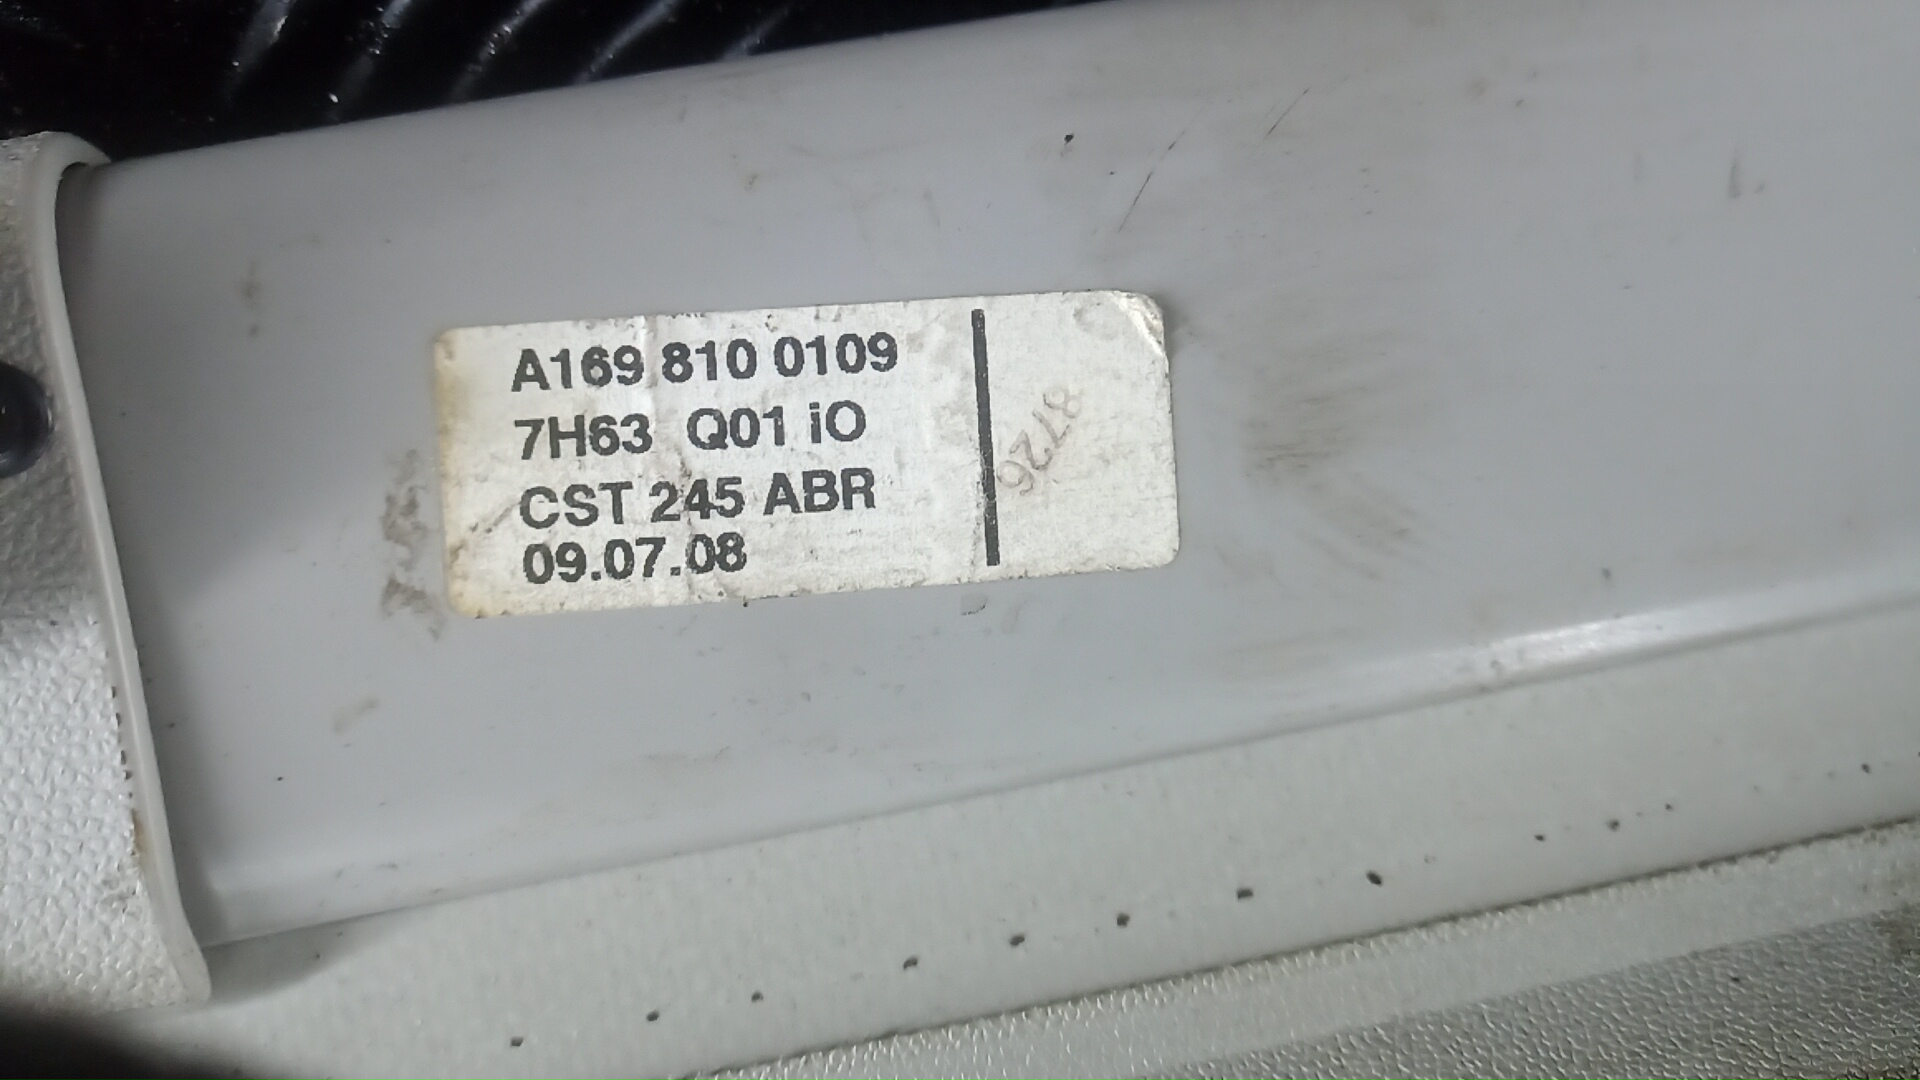 A169 810 0109
7H63 Q01 iO
CST 245 ABR
09.07.08
8726